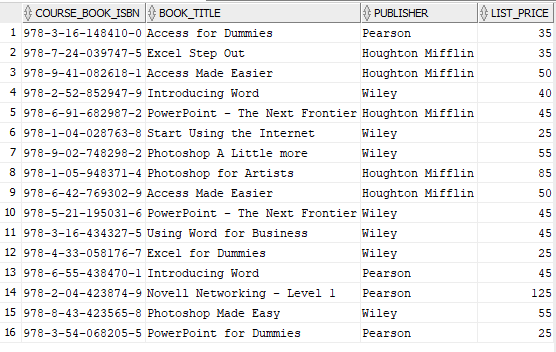 COURSE_BOOK_ISBN BOOK_TITLE PUBLISHER LIST_PRICE
1 978-3-16-148410-0 Access for Dummies Pearson 35
2 978-7-24-039747-5 Excel Step Out Houghton Mifflin 35
3 978-9-41-082618-1 Access Made Easier Houghton Mifflin 50
4 978-2-52-852947-9 Introducing Word Wiley 40
5 978-6-91-682987-2 PowerPoint - The Next Frontier Houghton Mifflin 45
6 978-1-04-028763-8 Start Using the Internet Wiley 25
7 978-9-02-748298-2 Photoshop A Little more Wiley 55
8 978-1-05-948371-4 Photoshop for Artists Houghton Mifflin 85
9 978-6-42-769302-9 Access Made Easier Houghton Mifflin 50
10 978-5-21-195031-6 PowerPoint - The Next Frontier Wiley 45
11 978-3-16-434327-5 Using Word for Business Wiley 45
12 978-4-33-058176-7 Excel for Dummies Wiley 25
13 978-6-55-438470-1 Introducing Word Pearson 45
14 978-2-04-423874-9 Novell Networking - Level 1 Pearson 125
15 978-8-43-423565-8 Photoshop Made Easy Wiley 55
16 978-3-54-068205-5 PowerPoint for Dummies Pearson 25